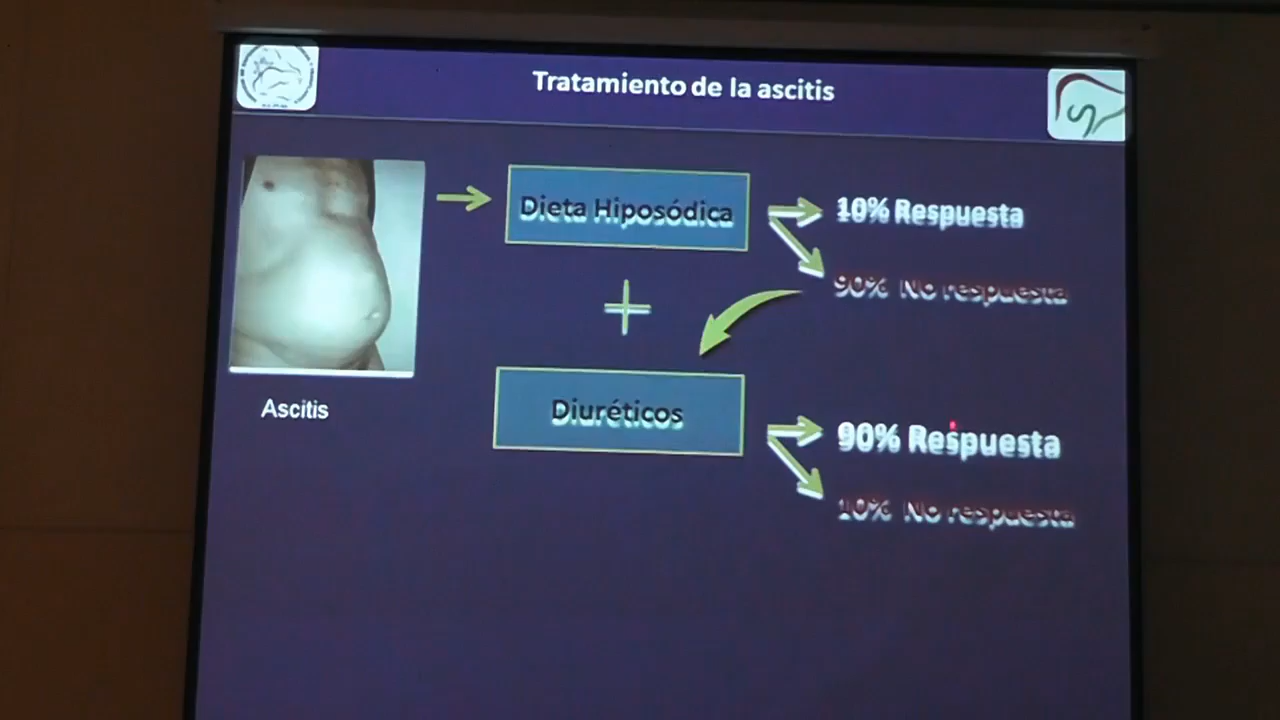 Tratamiento de la ascitis
Dieta Hiposódica
10% Respuesta
90% No respuesta
Diuréticos
90% Respuesta
10% No respuesta
Ascitis